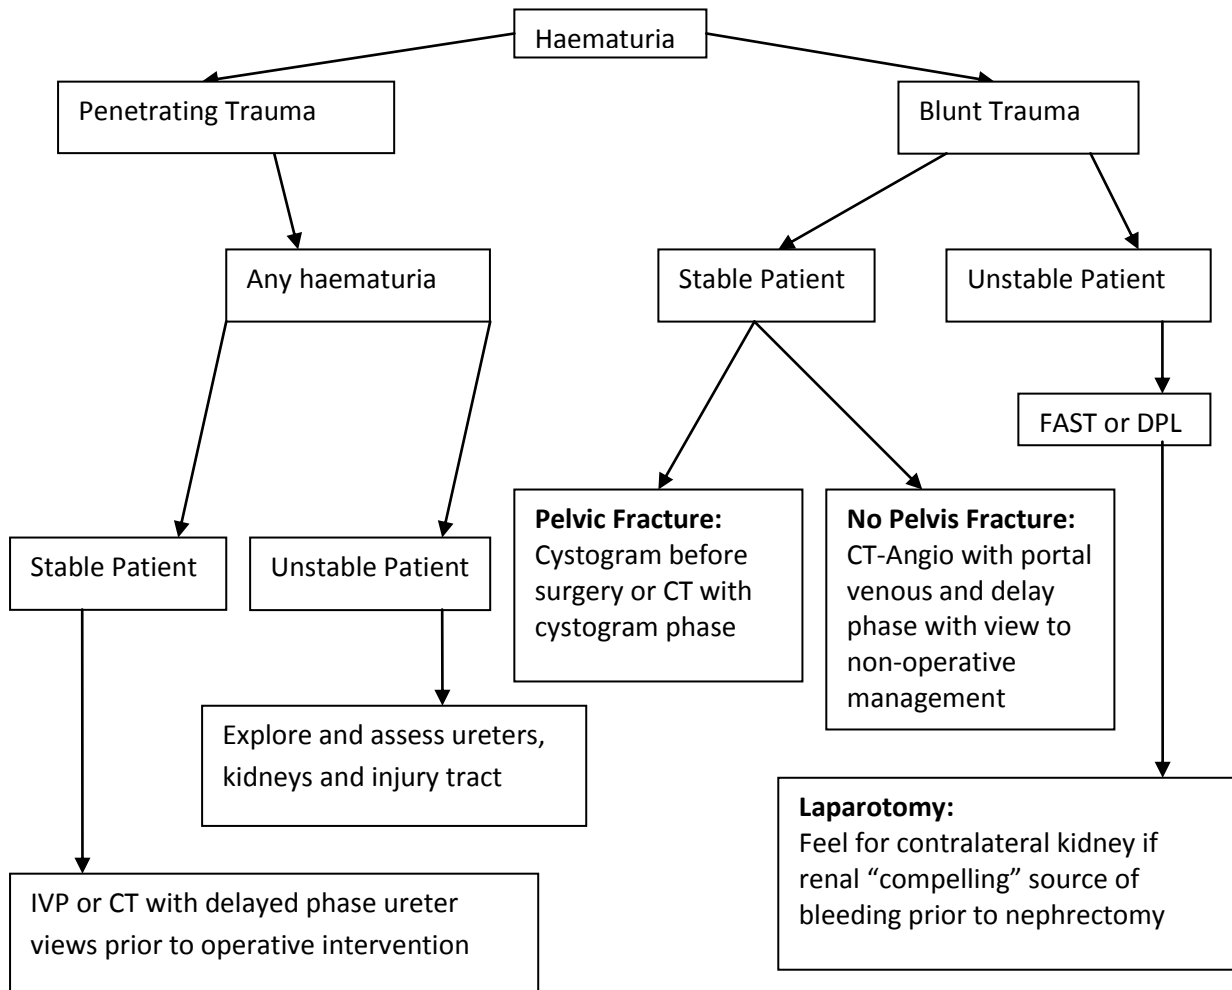 Haematuria
Penetrating Trauma
Blunt Trauma
Any haematuria
Stable Patient
Unstable Patient
FAST or DPL
Pelvic Fracture:
Cystogram before
surgery or CT with
cystogram phase
No Pelvis Fracture:
CT-Angio with portal
venous and delay
phase with view to
non-operative
management
Stable Patient
Unstable Patient
Explore and assess ureters,
kidneys and injury tract
Laparotomy:
Feel for contralateral kidney if
renal “compelling” source of
bleeding prior to nephrectomy
IVP or CT with delayed phase ureter
views prior to operative intervention